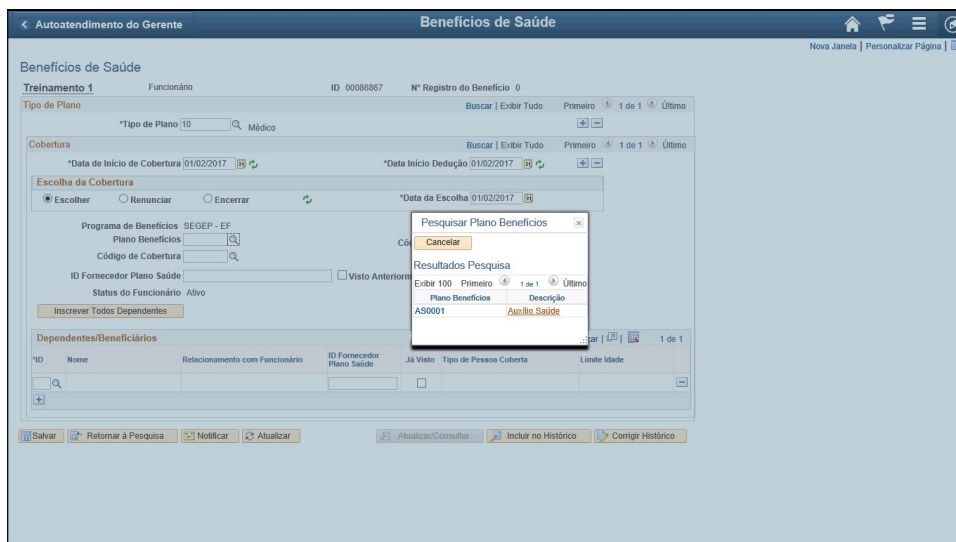 Autoatendimento do Gerente
Benefícios de Saúde
Nova Janela | Personalizar Página |
Benefícios de Saúde
Treinamento 1 Funcionário ID 00086867 Nº Registro do Benefício 0
Tipo de Plano Buscar | Exibir Tudo Primeiro 1 de 1 Último
*Tipo de Plano 10 Médico
Cobertura Buscar | Exibir Tudo Primeiro 1 de 1 Último
*Data de Início de Cobertura 01/02/2017 *Data Início Dedução 01/02/2017
Escolha da Cobertura
Escolher Renunciar Encerrar *Data da Escolha 01/02/2017
Programa de Benefícios SEGEP - EF
Plano Benefícios
Código de Cobertura
ID Fornecedor Plano Saúde Visto Anteriorm
Status do Funcionário Ativo
Inscrever Todos Dependentes
Pesquisar Plano Benefícios
Cancelar
Resultados Pesquisa
Exibir 100 Primeiro 1 de 1 Último
Plano Benefícios Descrição
AS0001 Auxílio Saúde
Dependentes/Beneficiários 1 de 1
*ID Nome Relacionamento com Funcionário ID Fornecedor Plano Saúde Já Visto Tipo de Pessoa Coberta Limite Idade
Salvar Retornar à Pesquisa Notificar Atualizar Atualizar/Consultar Incluir no Histórico Corrigir Histórico